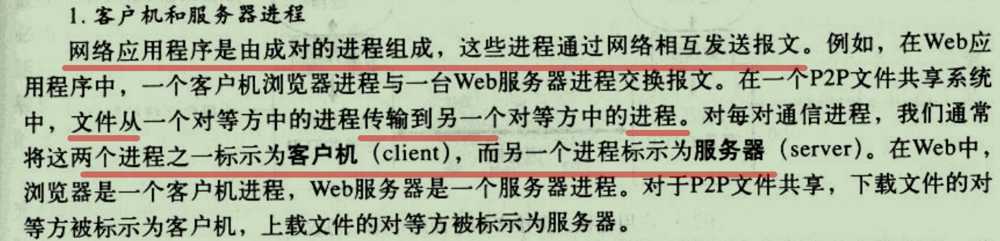 1. 客户机和服务器进程
网络应用程序是由成对的进程组成，这些进程通过网络相互发送报文。例如，在Web应
用程序中，一个客户机浏览器进程与一台Web服务器进程交换报文。在一个P2P文件共享系统
中，文件从一个对等方中的进程传输到另一个对等方中的进程。对每对通信进程，我们通常
将这两个进程之一标示为客户机（client），而另一个进程标示为服务器（server）。在Web中，
浏览器是一个客户机进程，Web服务器是一个服务器进程。对于P2P文件共享，下载文件的对
等方被标示为客户机，上载文件的对等方被标示为服务器。